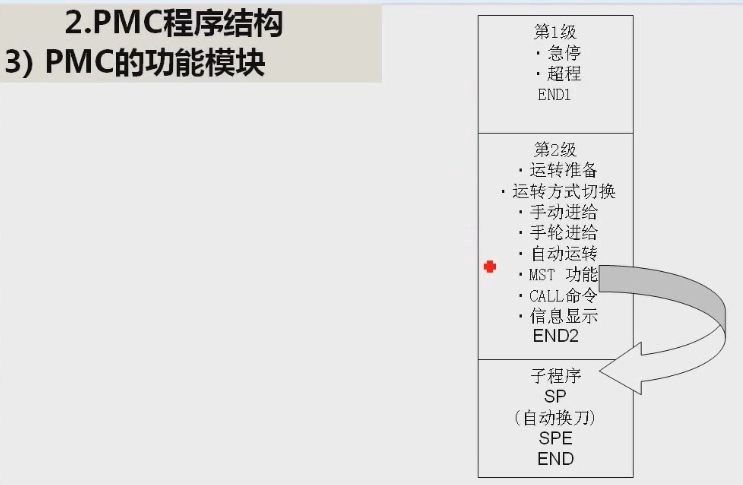 2.PMC程序结构
3) PMC的功能模块
第1级
·急停
·超程
END1
第2级
·运转准备
·运转方式切换
·手动进给
·手轮进给
·自动运转
·MST 功能
·CALL命令
·信息显示
END2
子程序
SP
(自动换刀)
SPE
END